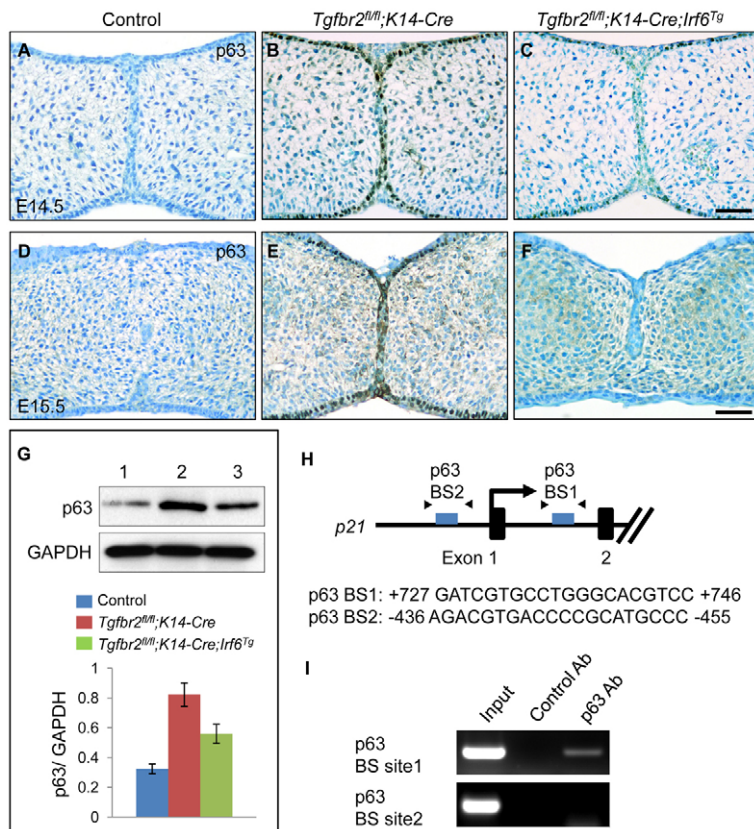 Control
Tgfbr2fl/fl;K14-Cre
Tgfbr2fl/fl;K14-Cre;Irf6Tg
A p63
B
C
E14.5
D p63
E
F
E15.5
G
1 2 3
p63
GAPDH
Control
Tgfbr2fl/fl;K14-Cre
Tgfbr2fl/fl;K14-Cre;Irf6Tg
p63/ GAPDH
1
0.8
0.6
0.4
0.2
0
H
p63 BS2
p63 BS1
p21
Exon 1
2
p63 BS1: +727 GATCGTGCCTGGGCACGTCC +746
p63 BS2: -436 AGACGTGACCCCGCATGCCC -455
I
Input
Control Ab
p63 Ab
p63
BS site1
p63
BS site2